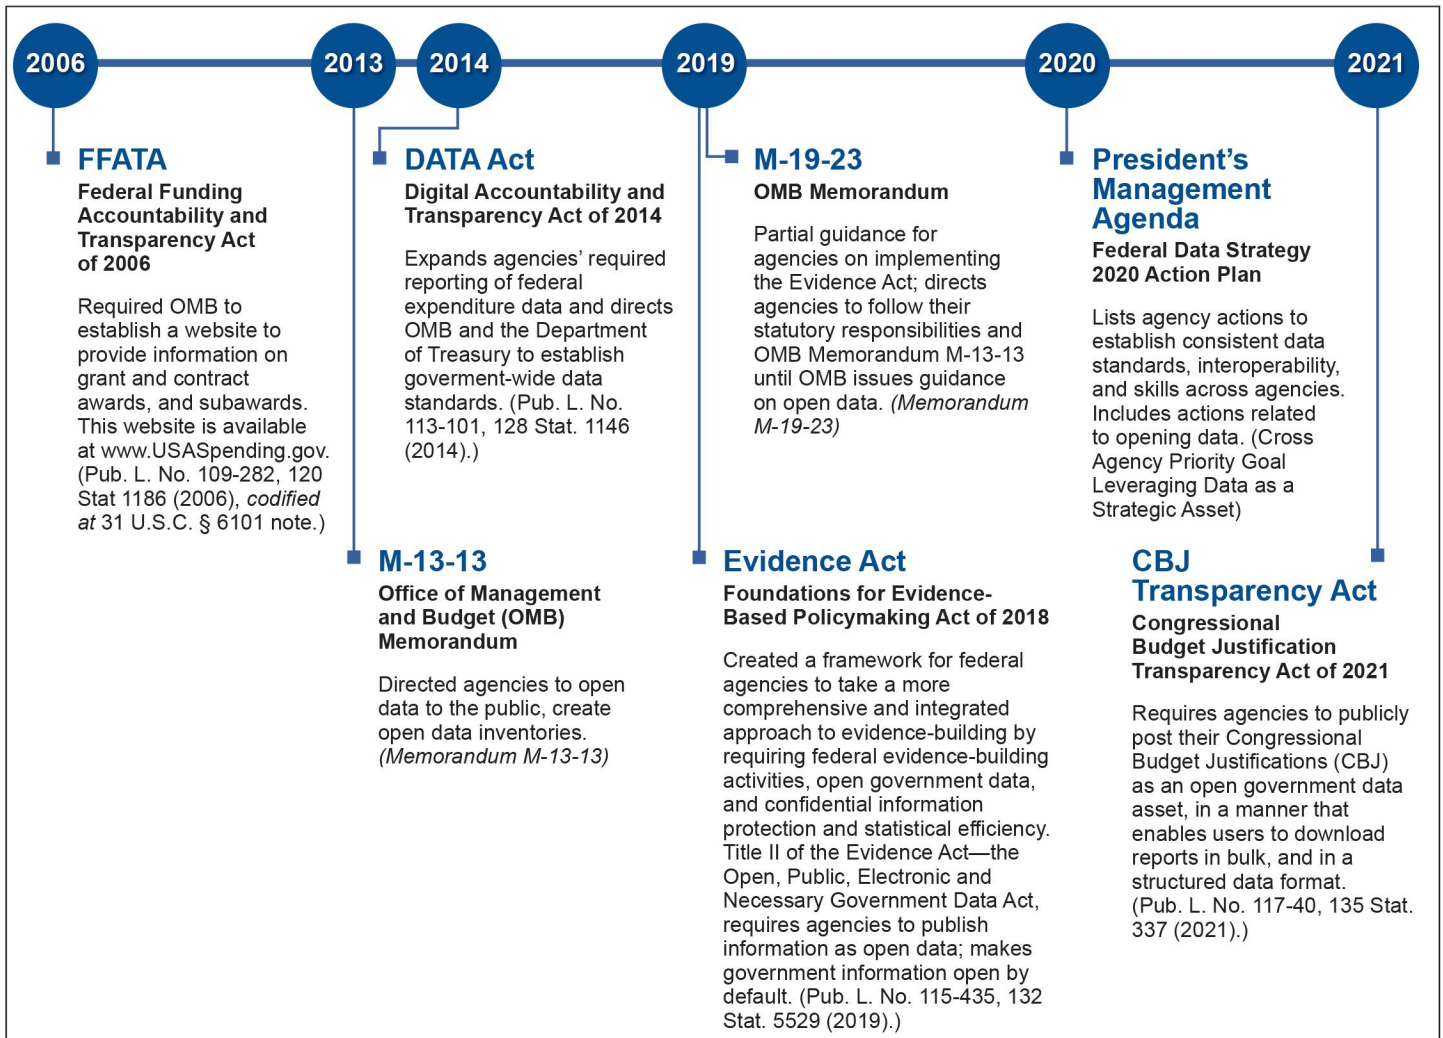 2006
2013
2014
2019
2020
2021
FFATA
Federal Funding
Accountability and
Transparency Act
of 2006
Required OMB to
establish a website to
provide information on
grant and contract
awards, and subawards.
This website is available
at www.USASpending.gov.
(Pub. L. No. 109-282, 120
Stat 1186 (2006), codified
at 31 U.S.C. § 6101 note.)
M-13-13
Office of Management
and Budget (OMB)
Memorandum
Directed agencies to open
data to the public, create
open data inventories.
(Memorandum M-13-13)
DATA Act
Digital Accountability and
Transparency Act of 2014
Expands agencies’ required
reporting of federal
expenditure data and directs
OMB and the Department
of Treasury to establish
goverment-wide data
standards. (Pub. L. No.
113-101, 128 Stat. 1146
(2014).)
M-19-23
OMB Memorandum
Partial guidance for
agencies on implementing
the Evidence Act; directs
agencies to follow their
statutory responsibilities and
OMB Memorandum M-13-13
until OMB issues guidance
on open data. (Memorandum
M-19-23)
Evidence Act
Foundations for Evidence-
Based Policymaking Act of 2018
Created a framework for federal
agencies to take a more
comprehensive and integrated
approach to evidence-building by
requiring federal evidence-building
activities, open government data,
and confidential information
protection and statistical efficiency.
Title II of the Evidence Act—the
Open, Public, Electronic and
Necessary Government Data Act,
requires agencies to publish
information as open data; makes
government information open by
default. (Pub. L. No. 115-435, 132
Stat. 5529 (2019).)
President’s
Management
Agenda
Federal Data Strategy
2020 Action Plan
Lists agency actions to
establish consistent data
standards, interoperability,
and skills across agencies.
Includes actions related
to opening data. (Cross
Agency Priority Goal
Leveraging Data as a
Strategic Asset)
CBJ
Transparency Act
Congressional
Budget Justification
Transparency Act of 2021
Requires agencies to publicly
post their Congressional
Budget Justifications (CBJ)
as an open government data
asset, in a manner that
enables users to download
reports in bulk, and in a
structured data format.
(Pub. L. No. 117-40, 135 Stat.
337 (2021).)